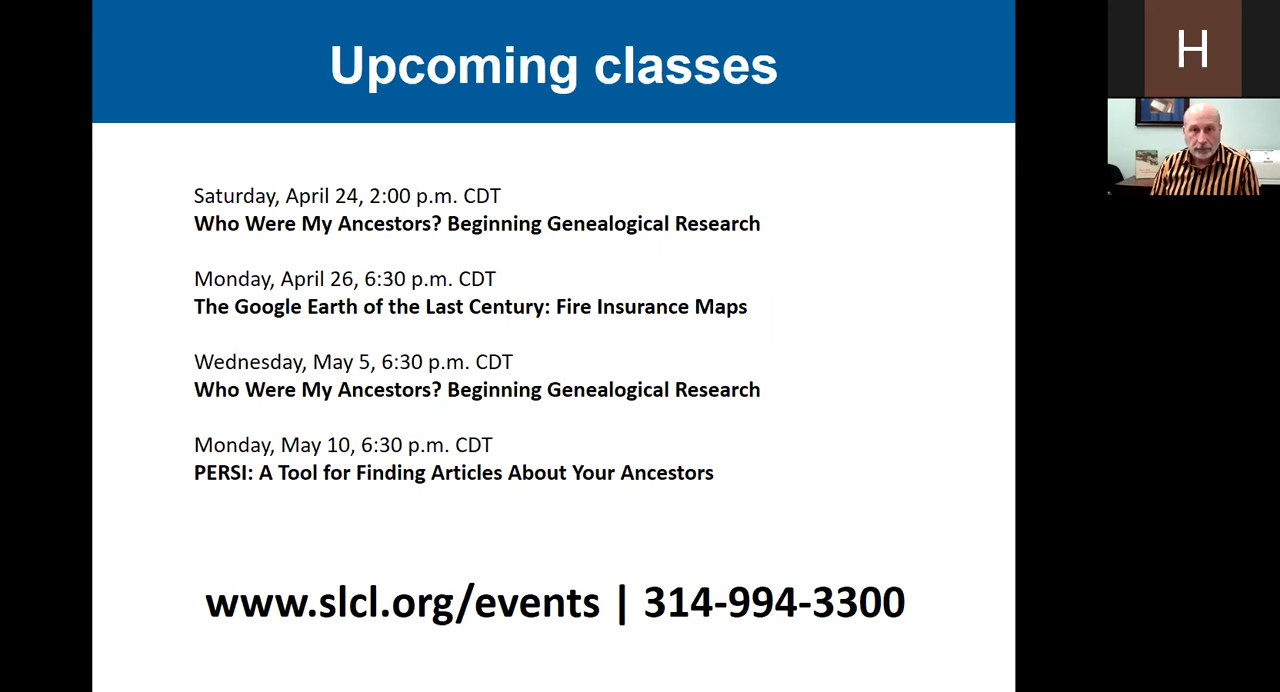 Upcoming classes
H
Saturday, April 24, 2:00 p.m. CDT
Who Were My Ancestors? Beginning Genealogical Research
Monday, April 26, 6:30 p.m. CDT
The Google Earth of the Last Century: Fire Insurance Maps
Wednesday, May 5, 6:30 p.m. CDT
Who Were My Ancestors? Beginning Genealogical Research
Monday, May 10, 6:30 p.m. CDT
PERSI: A Tool for Finding Articles About Your Ancestors
www.slcl.org/events | 314-994-3300